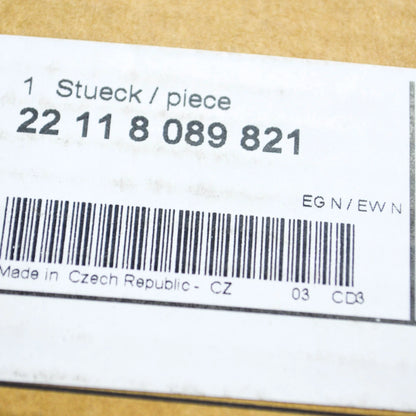 1 Stueck / piece
22 11 8 089 821
EG N / EW N
Made in Czech Republic - CZ 03 CD3